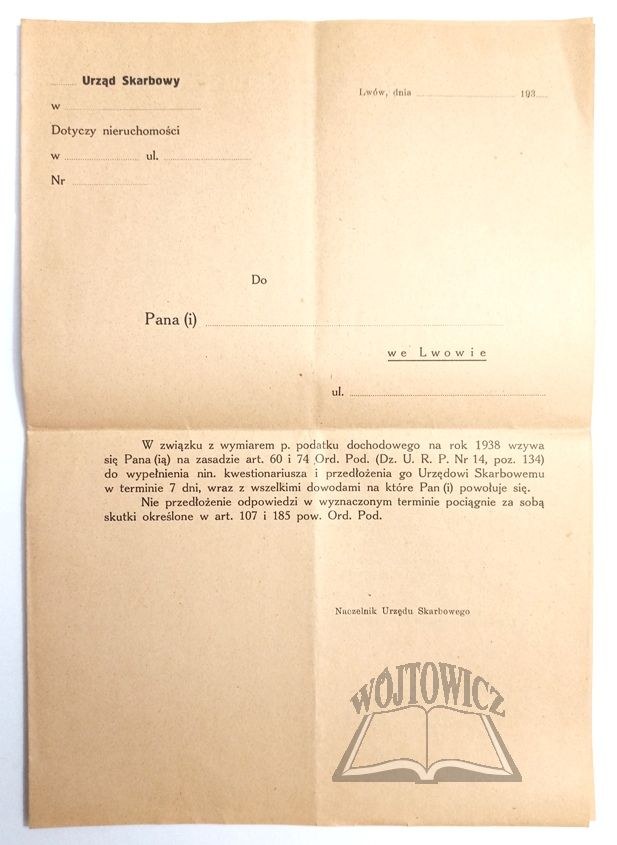 Urząd Skarbowy
Lwów, dnia 193
w
Dotyczy nieruchomości
w ul.
Nr
Do
Pana (i)
we Lwowie
ul.
W związku z wymiarem p. podatku dochodowego na rok 1938 wzywa
się Pana (ią) na zasadzie art. 60 i 74 Ord. Pod. (Dz. U. R. P. Nr 14, poz. 134)
do wypełnienia nin. kwestionariusza i przedłożenia go Urzędowi Skarbowemu
w terminie 7 dni, wraz z wszelkimi dowodami na które Pan (i) powołuje się.
Nie przedłożenie odpowiedzi w wyznaczonym terminie pociągnie za sobą
skutki określone w art. 107 i 185 pow. Ord. Pod.
Naczelnik Urzędu Skarbowego
WÓJTOWICZ